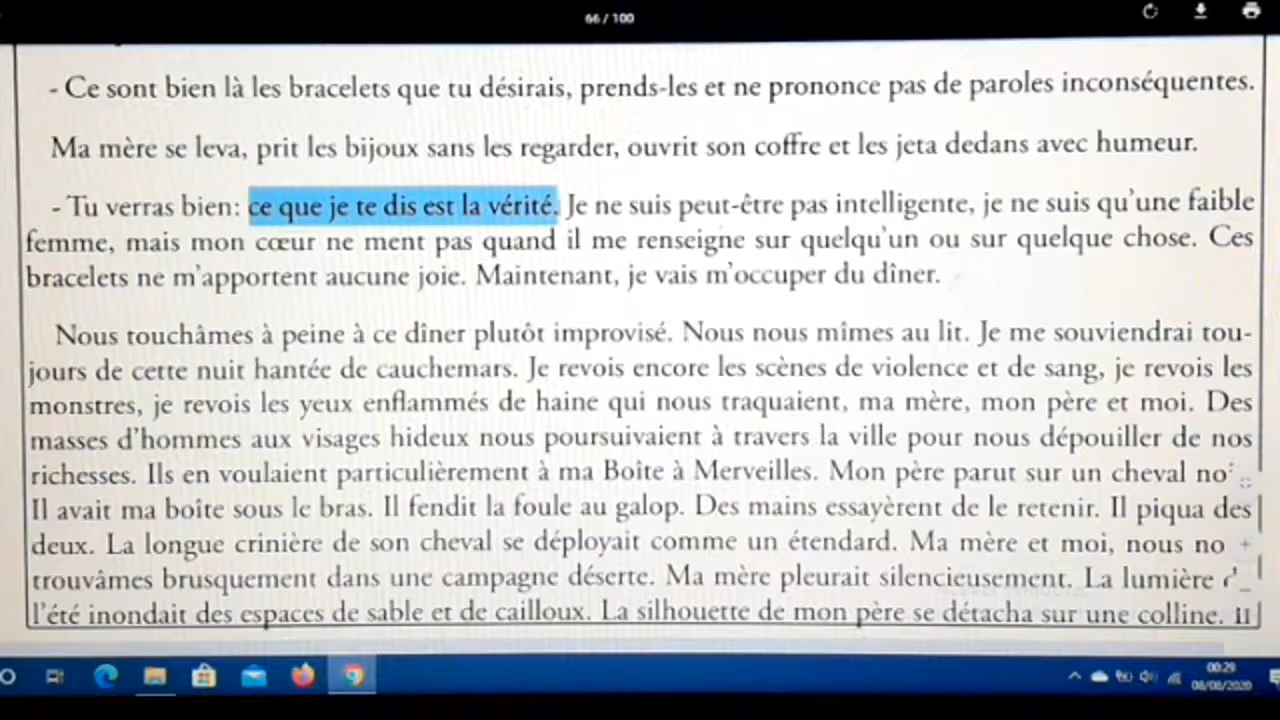 66 / 100
- Ce sont bien là les bracelets que tu désirais, prends-les et ne prononce pas de paroles inconséquentes.
Ma mère se leva, prit les bijoux sans les regarder, ouvrit son coffre et les jeta dedans avec humeur.
- Tu verras bien: ce que je te dis est la vérité. Je ne suis peut-être pas intelligente, je ne suis qu'une faible
femme, mais mon cœur ne ment pas quand il me renseigne sur quelqu'un ou sur quelque chose. Ces
bracelets ne m'apportent aucune joie. Maintenant, je vais m'occuper du dîner.
Nous touchâmes à peine à ce dîner plutôt improvisé. Nous nous mîmes au lit. Je me souviendrai tou-
jours de cette nuit hantée de cauchemars. Je revois encore les scènes de violence et de sang, je revois les
monstres, je revois les yeux enflammés de haine qui nous traquaient, ma mère, mon père et moi. Des
masses d'hommes aux visages hideux nous poursuivaient à travers la ville pour nous dépouiller de nos
richesses. Ils en voulaient particulièrement à ma Boîte à Merveilles. Mon père parut sur un cheval
Il avait ma boîte sous le bras. Il fendit la foule au galop. Des mains essayèrent de le retenir. Il piqua des
deux. La longue crinière de son cheval se déployait comme un étendard. Ma mère et moi, nous no
trouvâmes brusquement dans une campagne déserte. Ma mère pleurait silencieusement. La lumière
l'été inondait des espaces de sable et de cailloux. La silhouette de mon père se détacha sur une colline. Il
00:29
08/08/2020